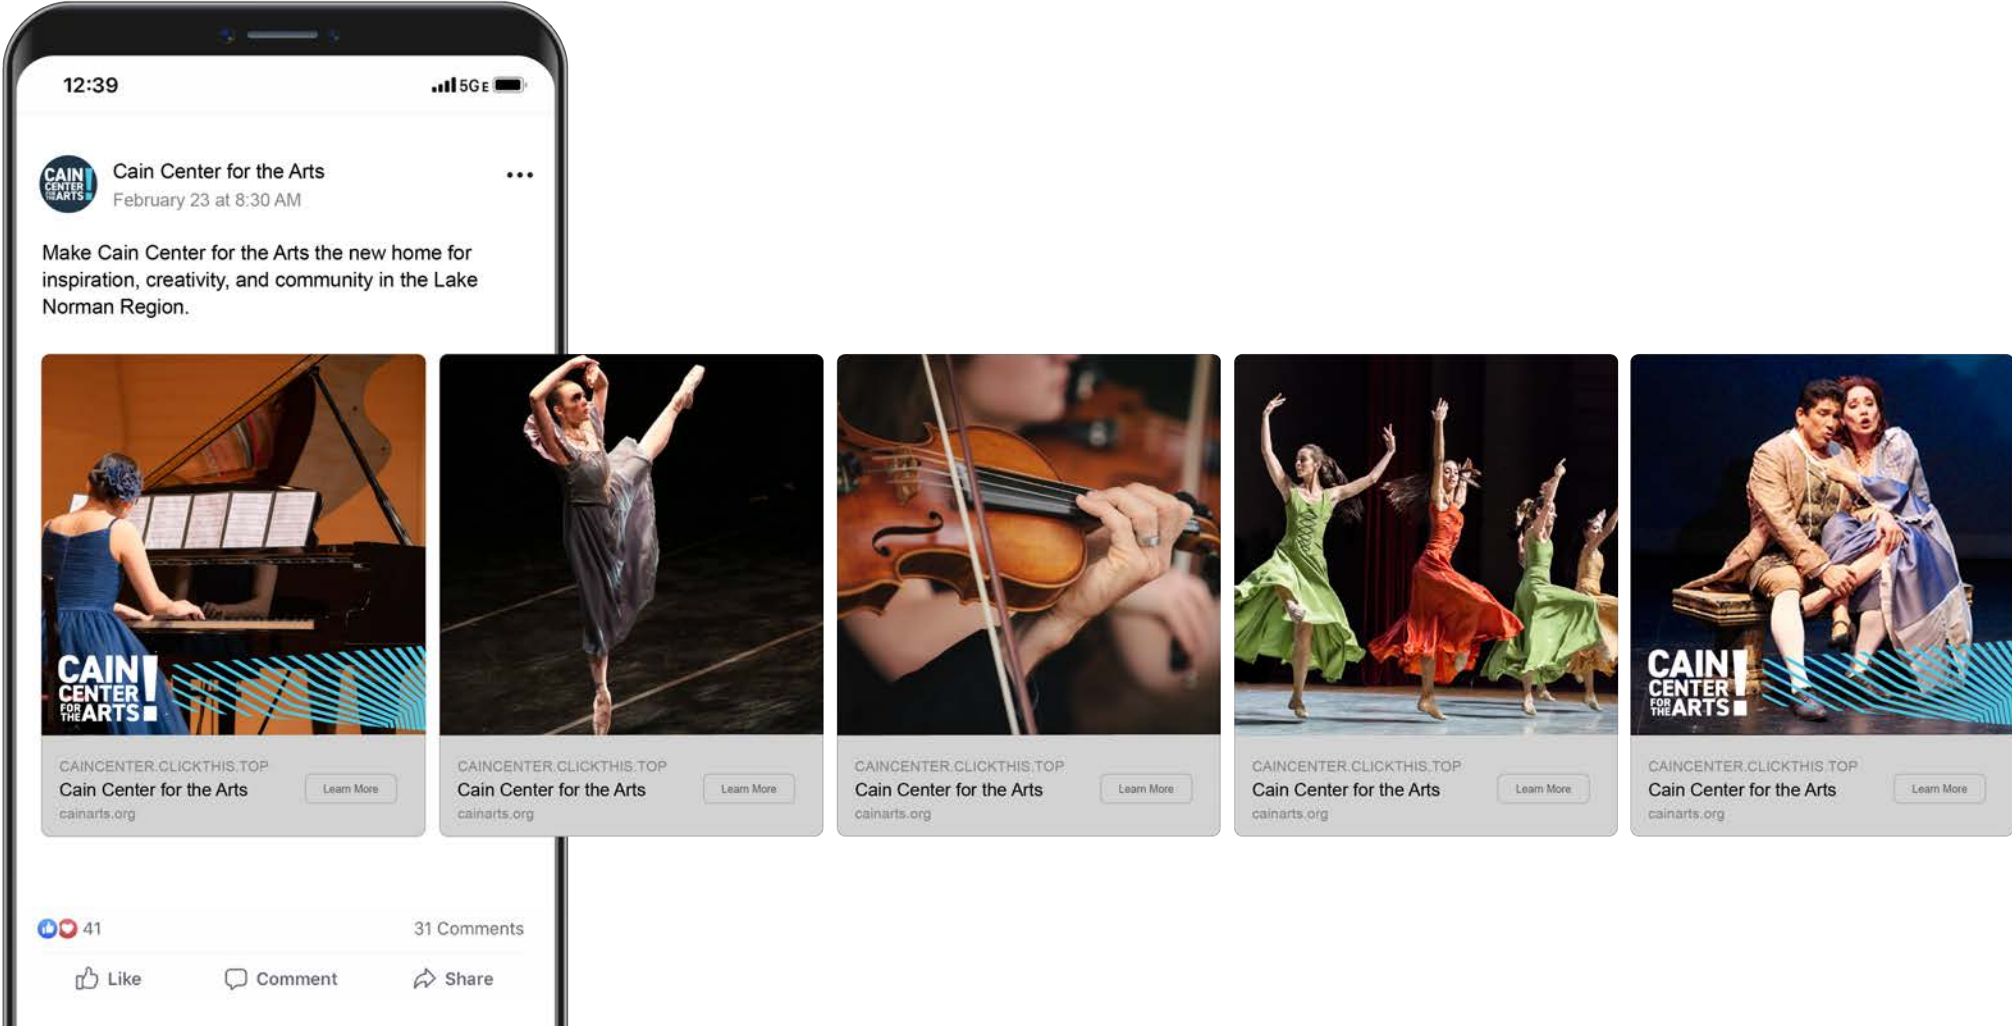 12:39
5GE
CAIN!
CENTER
FOR
THE ARTS
Cain Center for the Arts
February 23 at 8:30 AM
Make Cain Center for the Arts the new home for
inspiration, creativity, and community in the Lake
Norman Region.
CAIN!
CENTER
FOR
THE ARTS
CAIN!
CENTER
FOR
THE ARTS
CAINCENTER.CLICKTHIS.TOP
Cain Center for the Arts
cainarts.org
Learn More
CAINCENTER.CLICKTHIS.TOP
Cain Center for the Arts
cainarts.org
Learn More
CAINCENTER.CLICKTHIS.TOP
Cain Center for the Arts
cainarts.org
Learn More
CAINCENTER.CLICKTHIS.TOP
Cain Center for the Arts
cainarts.org
Learn More
CAINCENTER.CLICKTHIS.TOP
Cain Center for the Arts
cainarts.org
Learn More
41
31 Comments
Like
Comment
Share